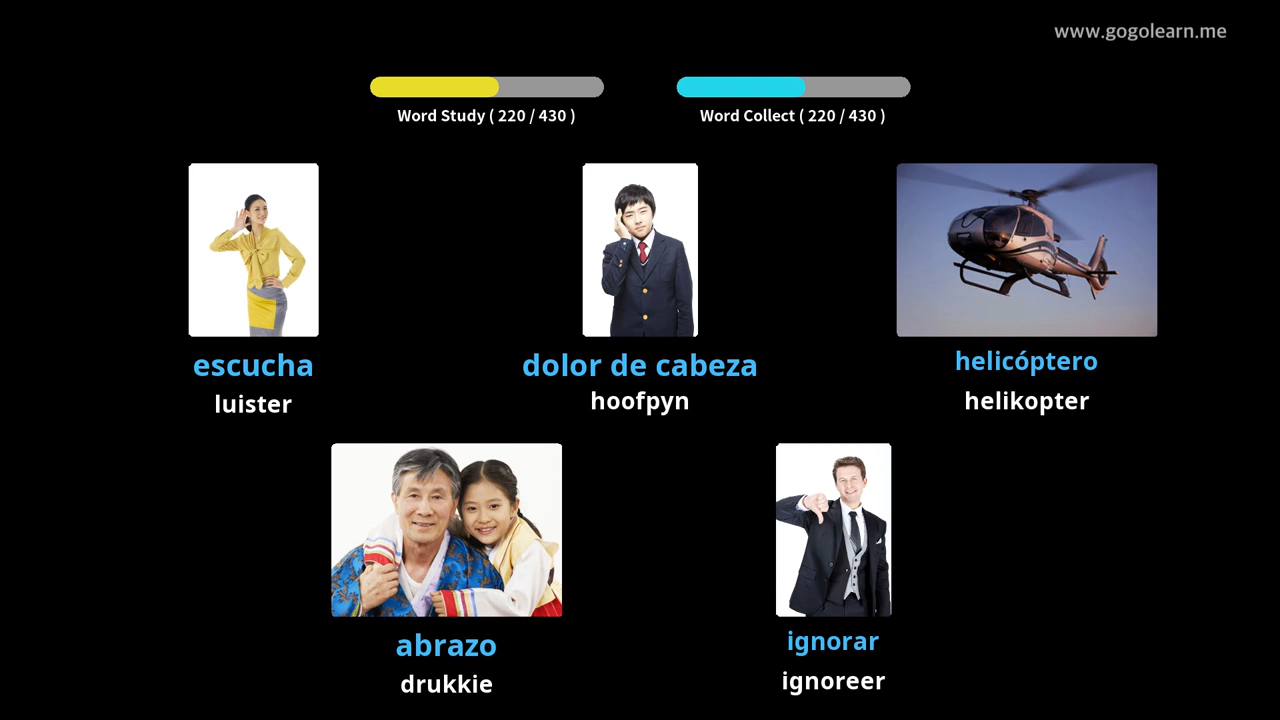 www.gogolearn.me
Word Study ( 220 / 430 )
Word Collect ( 220 / 430 )
escucha
luister
dolor de cabeza
hoofpyn
helicóptero
helikopter
abrazo
drukkie
ignorar
ignoreer